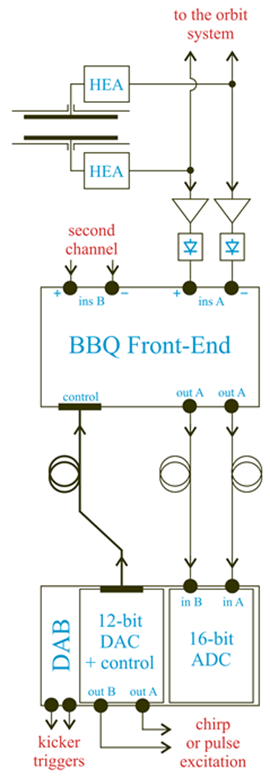 to the orbit
system
HEA
HEA
second
channel
+
ins B
−
+
ins A
−
BBQ Front-End
control
out A
out A
in B
in A
DAB
12-bit
DAC
+ control
16-bit
ADC
out B
out A
kicker
triggers
chirp
or pulse
excitation